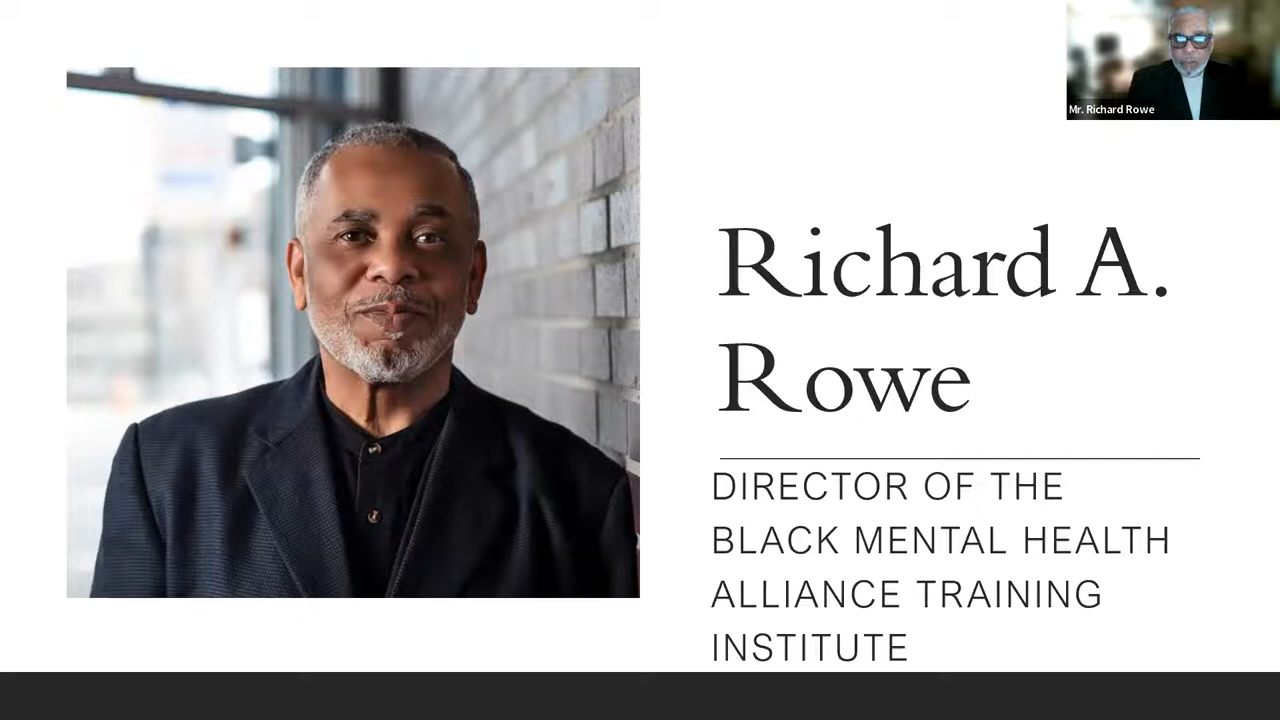 Mr. Richard Rowe
Richard A.
Rowe
DIRECTOR OF THE
BLACK MENTAL HEALTH
ALLIANCE TRAINING
INSTITUTE